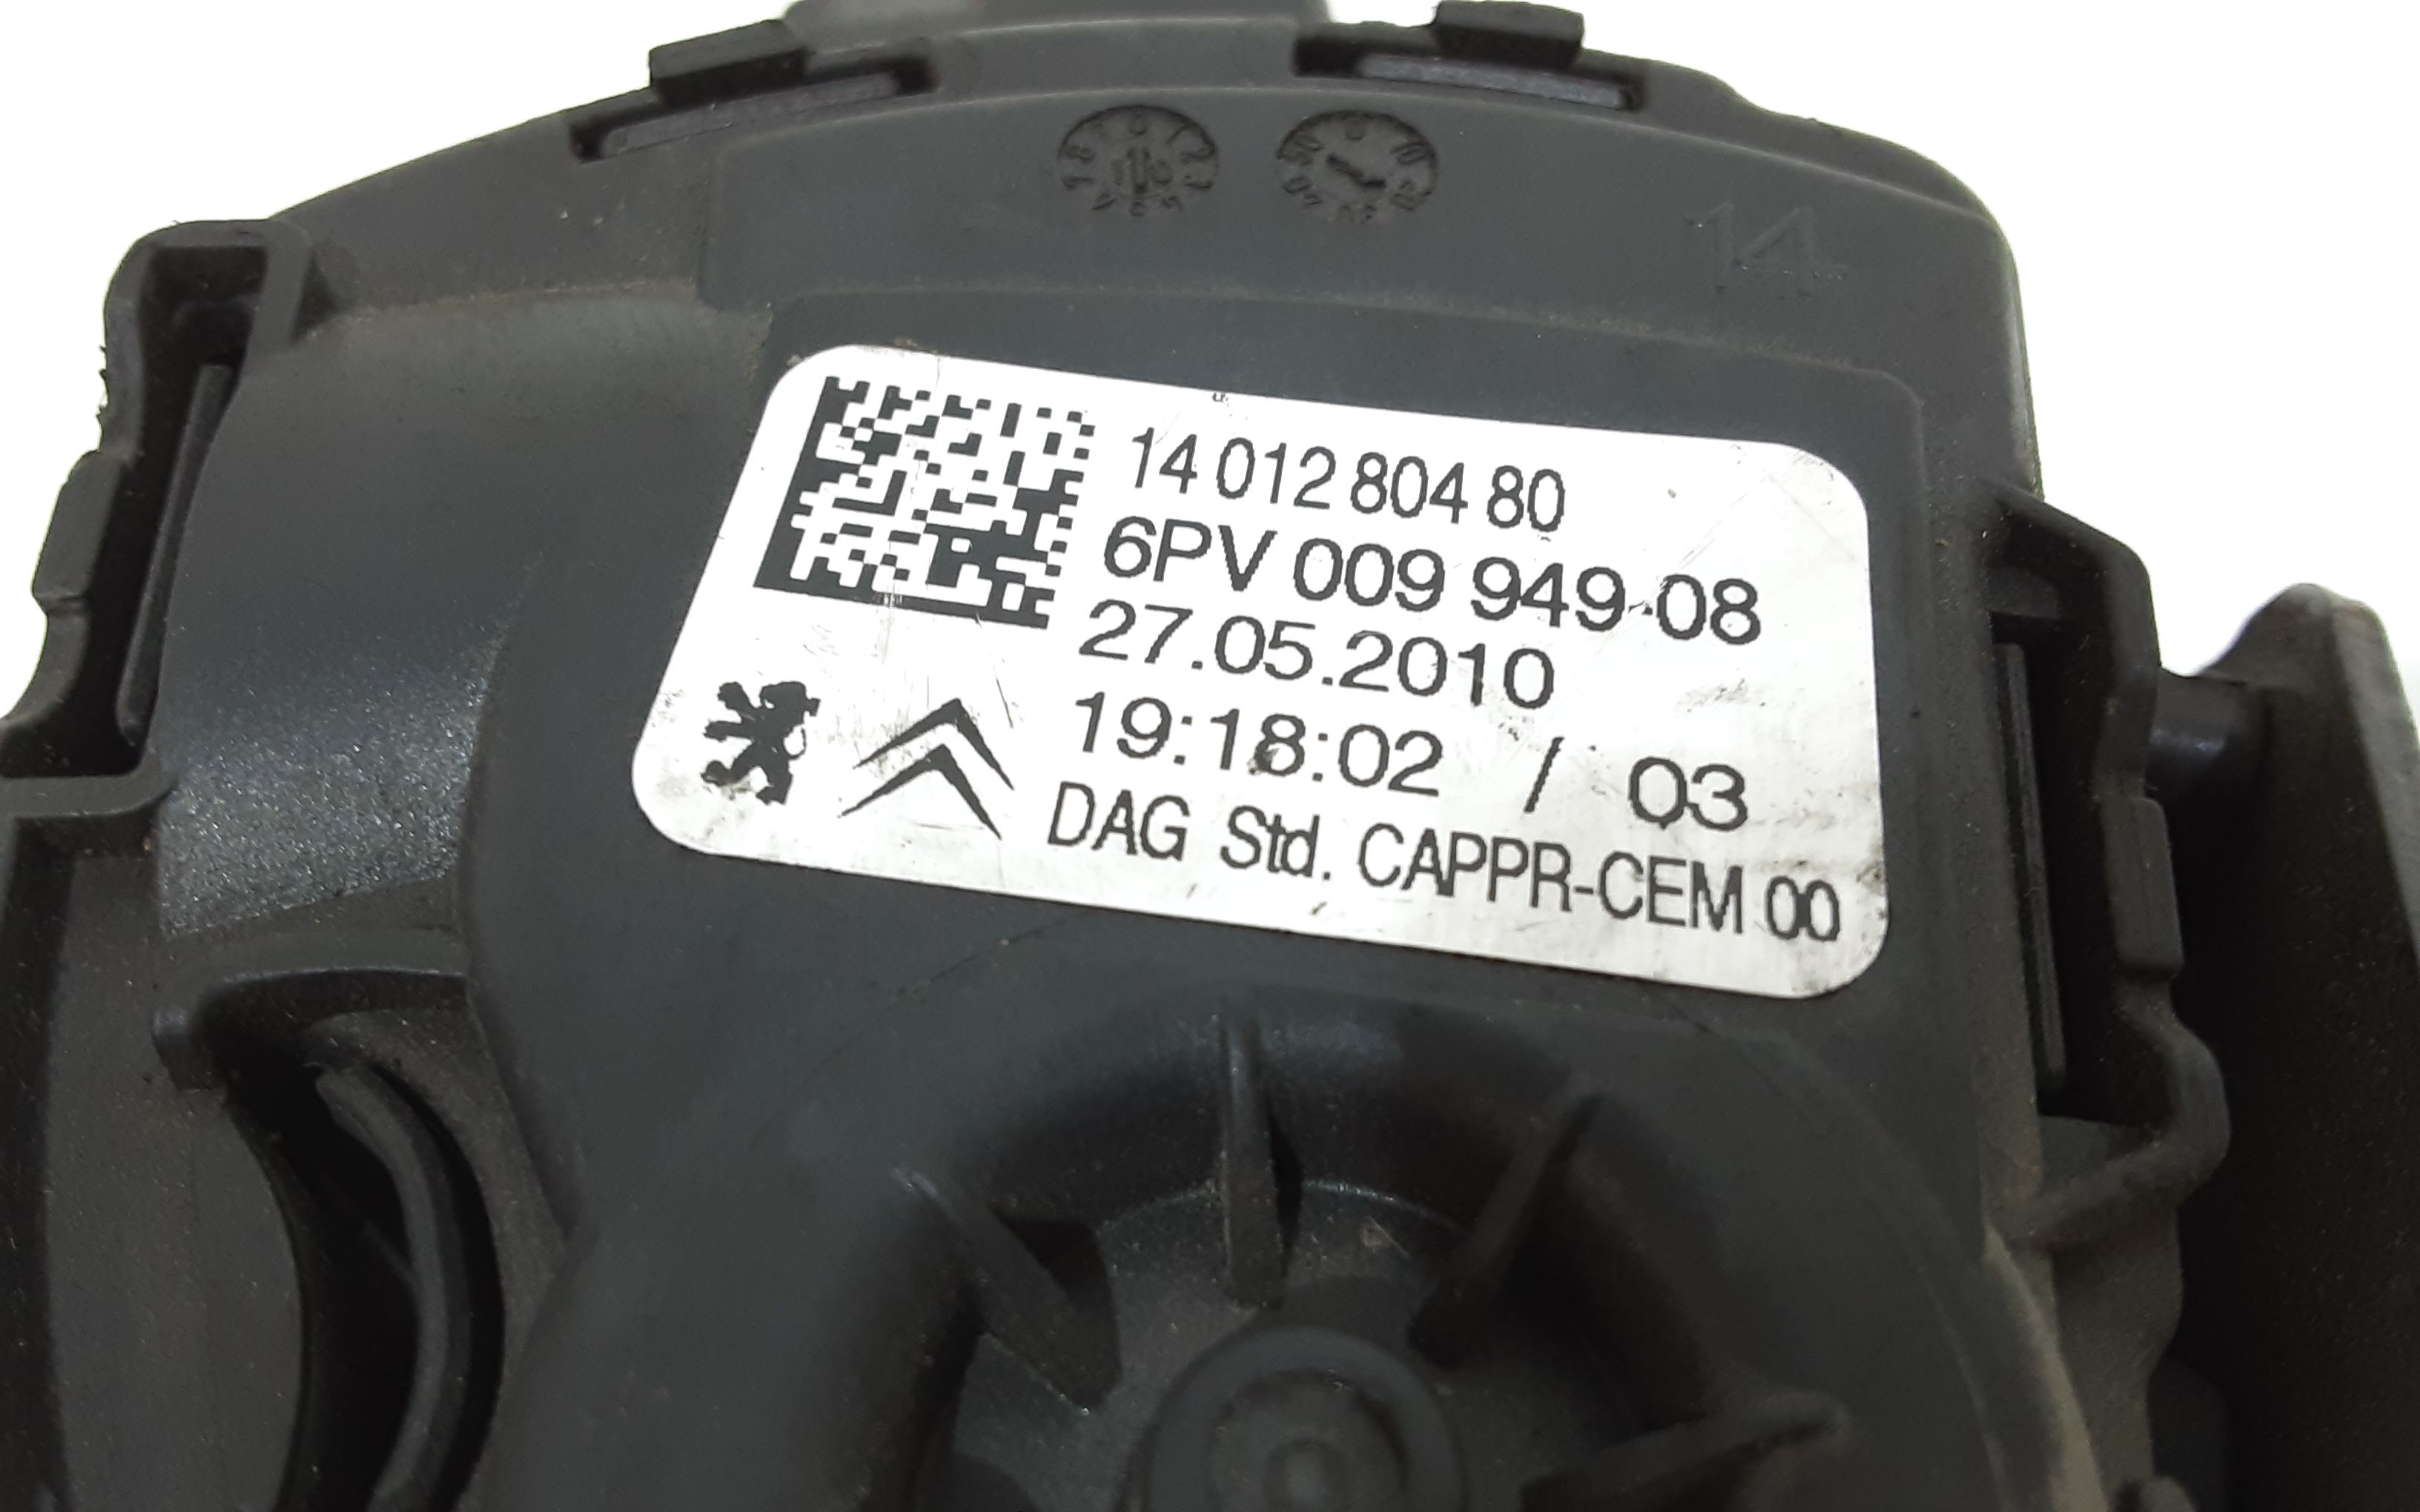 14
14 012 804 80
6PV 009 949-08
27.05.2010
19:18:02 / 03
DAG Std. CAPPR-CEM 00